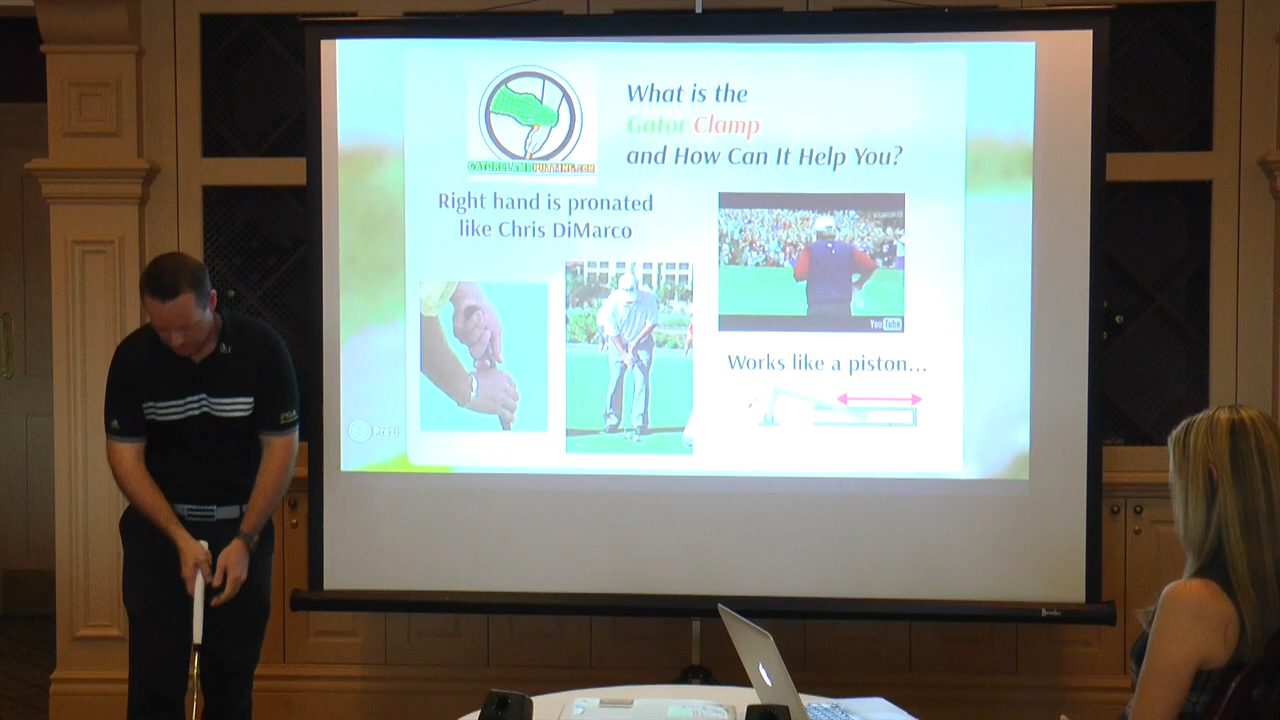 What is the
Gator Clamp
and How Can It Help You?
GATORCLAMPPUTTING.COM
Right hand is pronated
like Chris DiMarco
YouTube
Works like a piston...
Prezi
PGA